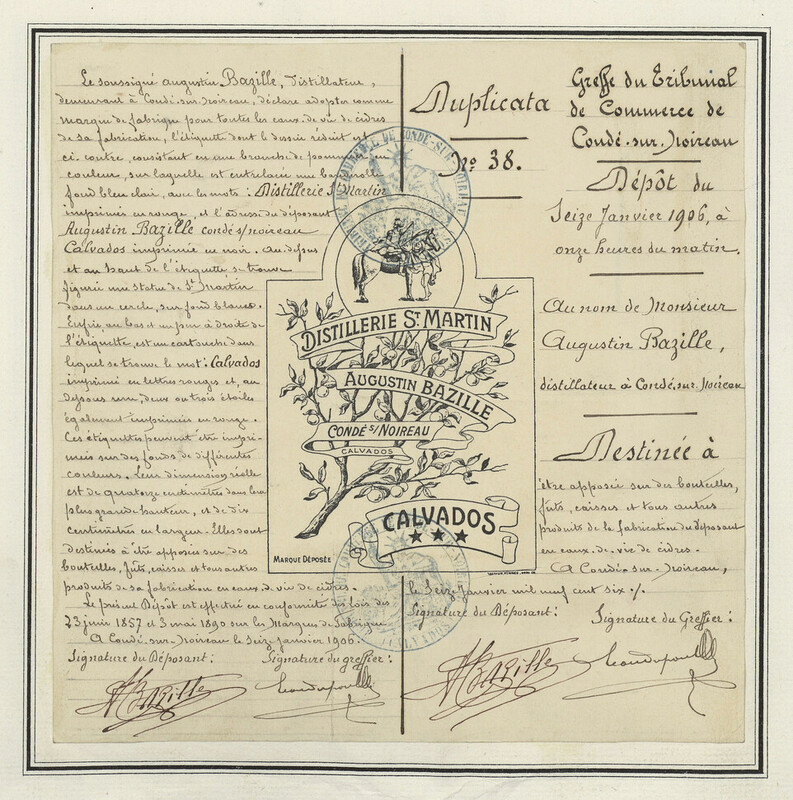 Le soussigné Augustin Bazille, distillateur,
demeurant à Condé-sur-Noireau, déclare adopter comme
marque de fabrique pour toutes les eaux-de-vie de cidres
de sa fabrication, l'étiquette dont le dessin réduit est
ci-contre, consistant en une branche de pommier en
couleur, sur laquelle est entrelacée une banderolle
fond bleu clair, avec les mots : Distillerie St Martin
imprimés en rouge, et l'adresse du déposant
Augustin Bazille condé s/noireau
Calvados imprimée en noir. Au-dessus
et au haut de l'étiquette se trouve
figurée une statue de St Martin
dans un cercle, sur fond blanc.
Enfin, au bas et un peu à droite de
l'étiquette, est un cartouche dans
lequel se trouve le mot : Calvados
imprimé en lettres rouges et, au
dessous, deux ou trois étoiles
également imprimées en rouge.
Ces étiquettes peuvent être impri-
mées sur des fonds de différentes
couleurs. Leur dimension réelle
est de quatorze centimètres dans leur
plus grande hauteur, et de dix
centimètres en largeur. Elles sont
destinées à être apposées sur des
bouteilles, fûts, caisses et tous autres
produits de sa fabrication en eaux-de-vie de cidres.
Le présent Dépôt est effectué en conformité des lois des
23 juin 1857 et 3 mai 1890 sur les Marques de Fabrique
A Condé-sur-Noireau le Seize Janvier 1906.
Signature du Déposant :
Signature du greffier :
ABazille
Duplicata
No 38.
DISTILLERIE ST MARTIN
AUGUSTIN BAZILLE
CONDÉ S/NOIREAU
CALVADOS
CALVADOS
MARQUE DÉPOSÉE
Greffe du Tribunal
de Commerce de
Condé-sur-Noireau
Dépôt du
Seize Janvier 1906, à
onze heures du matin.
Au nom de Monsieur
Augustin Bazille,
distillateur à Condé-sur-Noireau
Destinée à
être apposée sur des bouteilles,
fûts, caisses et tous autres
produits de la fabrication du déposant
en eaux-de-vie de cidres.
A Condé-sur-Noireau,
le Seize Janvier mil neuf cent six ./.
Signature du Déposant :
Signature du Greffier :
ABazille